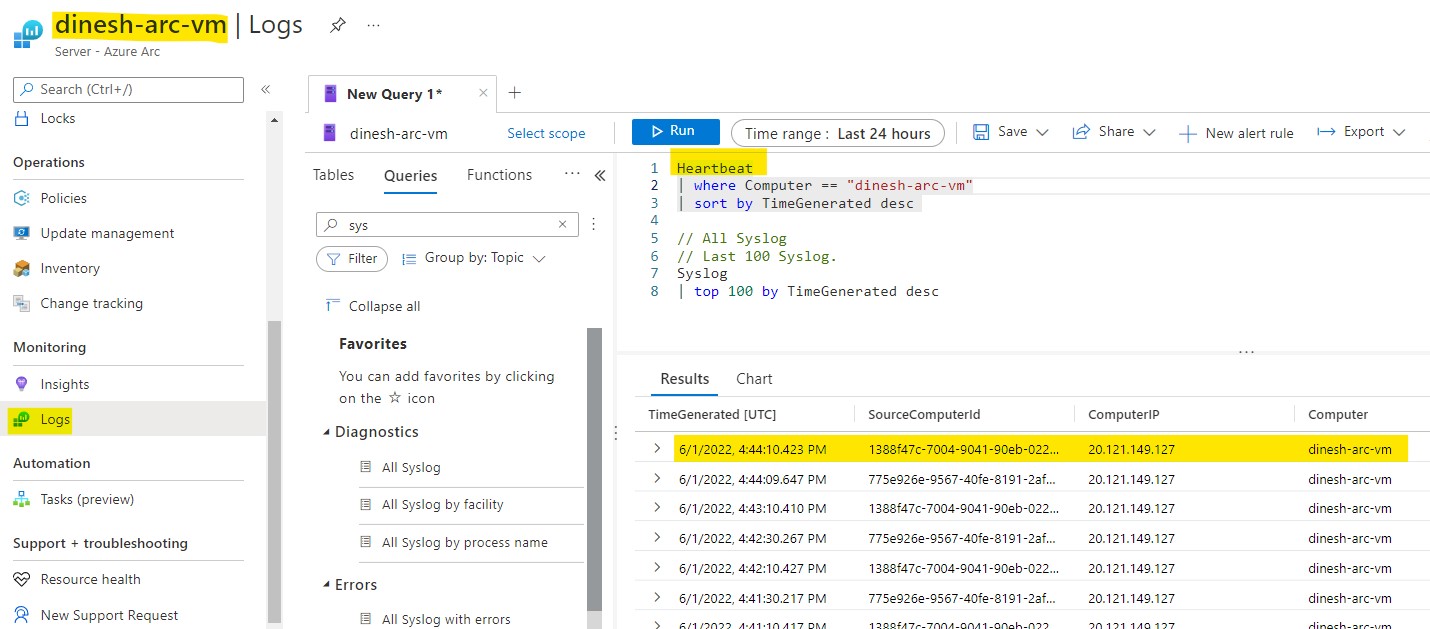 dinesh-arc-vm | Logs ...
Server - Azure Arc
Search (Ctrl+/) «
Locks
Operations
Policies
Update management
Inventory
Change tracking
Monitoring
Insights
Logs
Automation
Tasks (preview)
Support + troubleshooting
Resource health
New Support Request
New Query 1* × +
dinesh-arc-vm Select scope
Run Time range : Last 24 hours Save Share New alert rule Export
Tables Queries Functions ... «
sys ×
Filter Group by: Topic
Collapse all
Favorites
You can add favorites by clicking
on the ☆ icon
Diagnostics
All Syslog
All Syslog by facility
All Syslog by process name
Errors
All Syslog with errors
1 Heartbeat
2 | where Computer == "dinesh-arc-vm"
3 | sort by TimeGenerated desc
4
5 // All Syslog
6 // Last 100 Syslog.
7 Syslog
8 | top 100 by TimeGenerated desc
...
Results Chart
TimeGenerated [UTC] SourceComputerId ComputerIP Computer
6/1/2022, 4:44:10.423 PM 1388f47c-7004-9041-90eb-022... 20.121.149.127 dinesh-arc-vm
6/1/2022, 4:44:09.647 PM 775e926e-9567-40fe-8191-2af... 20.121.149.127 dinesh-arc-vm
6/1/2022, 4:43:10.410 PM 1388f47c-7004-9041-90eb-022... 20.121.149.127 dinesh-arc-vm
6/1/2022, 4:42:30.267 PM 775e926e-9567-40fe-8191-2af... 20.121.149.127 dinesh-arc-vm
6/1/2022, 4:42:10.427 PM 1388f47c-7004-9041-90eb-022... 20.121.149.127 dinesh-arc-vm
6/1/2022, 4:41:30.217 PM 775e926e-9567-40fe-8191-2af... 20.121.149.127 dinesh-arc-vm
6/1/2022, 4:41:10.417 PM 1388f47c-7004-9041-90eb-022... 20.121.149.127 dinesh-arc-vm